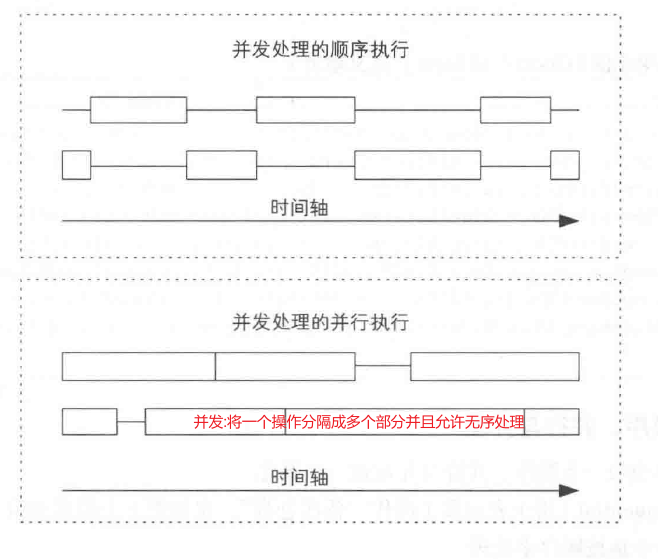 并发处理的顺序执行
时间轴
并发处理的并行执行
并发:将一个操作分隔成多个部分并且允许无序处理
时间轴